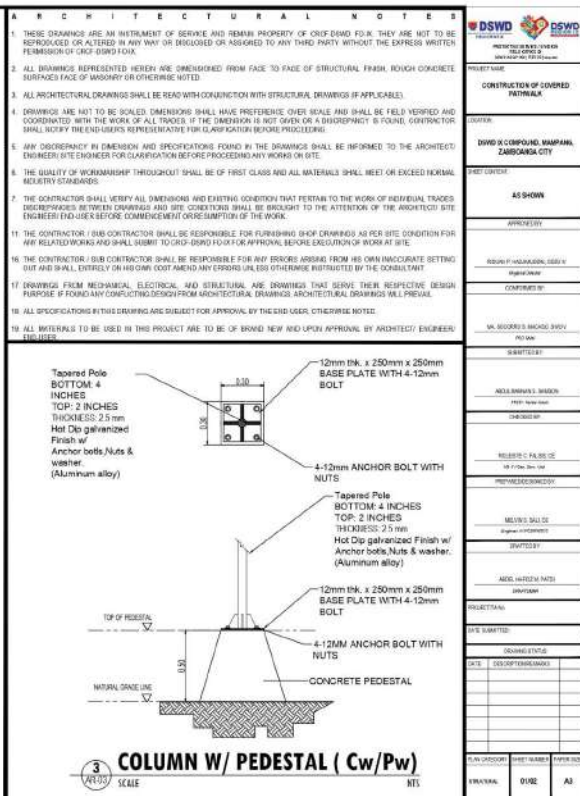 A R C H I T E C T U R A L N O T E S
1. THESE DRAWINGS ARE AN INSTRUMENT OF SERVICE AND REMAIN PROPERTY OF CRCF-DSWD FO-IX. THEY ARE NOT TO BE
REPRODUCED OR ALTERED IN ANY WAY OR DISCLOSED OR ASSIGNED TO ANY THIRD PARTY WITHOUT THE EXPRESS WRITTEN
PERMISSION OF CRCF-DSWD FO-IX.
2. ALL DRAWINGS REPRESENTED HEREIN ARE DIMENSIONED FROM FACE TO FACE OF STRUCTURAL FINISH, ROUGH CONCRETE
SURFACES FACE OF MASONRY OR OTHERWISE NOTED.
3. ALL ARCHITECTURAL DRAWINGS SHALL BE READ WITH CONJUNCTION WITH STRUCTURAL DRAWINGS (IF APPLICABLE).
4. DRAWINGS ARE NOT TO BE SCALED. DIMENSIONS SHALL HAVE PREFERENCE OVER SCALE AND SHALL BE FIELD VERIFIED AND
COORDINATED WITH THE WORK OF ALL TRADES. IF THE DIMENSION IS NOT GIVEN OR A DISCREPANCY IS FOUND, CONTRACTOR
SHALL NOTIFY THE END-USERS REPRESENTATIVE FOR CLARIFICATION BEFORE PROCEEDING.
5. ANY DISCREPANCY IN DIMENSION AND SPECIFICATIONS FOUND IN THE DRAWINGS SHALL BE INFORMED TO THE ARCHITECT/
ENGINEER/ SITE ENGINEER FOR CLARIFICATION BEFORE PROCEEDING ANY WORKS ON SITE.
6. THE QUALITY OF WORKMANSHIP THROUGHOUT SHALL BE OF FIRST CLASS AND ALL MATERIALS SHALL MEET OR EXCEED NORMAL
INDUSTRY STANDARDS.
7. THE CONTRACTOR SHALL VERIFY ALL DIMENSIONS AND EXISTING CONDITION THAT PERTAIN TO THE WORK OF INDIVIDUAL TRADES.
DISCREPANCIES BETWEEN DRAWINGS AND SITE CONDITIONS SHALL BE BROUGHT TO THE ATTENTION OF THE ARCHITECT/ SITE
ENGINEER/ END-USER BEFORE COMMENCEMENT OR RESUMPTION OF THE WORK.
11. THE CONTRACTOR / SUB CONTRACTOR SHALL BE RESPONSIBLE FOR FURNISHING SHOP DRAWINGS AS PER SITE CONDITION FOR
ANY RELATED WORKS AND SHALL SUBMIT TO CRCF-DSWD FO-IX FOR APPROVAL BEFORE EXECUTION OF WORK AT SITE.
16. THE CONTRACTOR / SUB CONTRACTOR SHALL BE RESPONSIBLE FOR ANY ERRORS ARISING FROM HIS OWN INACCURATE SETTING
OUT AND SHALL, ENTIRELY ON HIS OWN COST AMEND ANY ERRORS UNLESS OTHERWISE INSTRUCTED BY THE CONSULTANT.
17. DRAWINGS FROM MECHANICAL, ELECTRICAL, AND STRUCTURAL ARE DRAWINGS THAT SERVE THEIR RESPECTIVE DESIGN
PURPOSE. IF FOUND ANY CONFLICTING DESIGN FROM ARCHITECTURAL DRAWINGS, ARCHITECTURAL DRAWINGS WILL PREVAIL.
18. ALL SPECIFICATIONS IN THIS DRAWING ARE SUBJECT FOR APPROVAL BY THE END USER, OTHERWISE NOTED.
19. ALL MATERIALS TO BE USED IN THIS PROJECT ARE TO BE OF BRAND NEW AND UPON APPROVAL BY ARCHITECT/ ENGINEER/
END-USER.
Tapered Pole
BOTTOM: 4
INCHES
TOP: 2 INCHES
THICKNESS: 2.5 mm
Hot Dip galvanized
Finish w/
Anchor botls,Nuts &
washer.
(Aluminum alloy)
0.30
0.30
12mm thk. x 250mm x 250mm
BASE PLATE WITH 4-12mm
BOLT
4-12mm ANCHOR BOLT WITH
NUTS
Tapered Pole
BOTTOM: 4 INCHES
TOP: 2 INCHES
THICKNESS: 2.5 mm
Hot Dip galvanized Finish w/
Anchor botls,Nuts & washer.
(Aluminum alloy)
12mm thk. x 250mm x 250mm
BASE PLATE WITH 4-12mm
BOLT
TOP OF PEDESTAL
4-12MM ANCHOR BOLT WITH
NUTS
0.50
CONCRETE PEDESTAL
NATURAL GRADE LINE
3
AR-03
COLUMN W/ PEDESTAL ( Cw/Pw)
SCALE NTS
DSWD DSWD
PROJECT NAME
CONSTRUCTION OF COVERED
PATHWALK
LOCATION
DSWD IX COMPOUND, MAMPANG,
ZAMBOANGA CITY
SHEET CONTENT
AS SHOWN
APPROVED BY
CONFORMED BY
SUBMITTED BY
CHECKED BY
DRAFTED BY
DATE SUBMITTED:
DRAWING STATUS
DATE DESCRIPTION/REMARKS
PLAN CATEGORY SHEET NUMBER PAPER SIZE
STRUCTURAL 01/02 A3